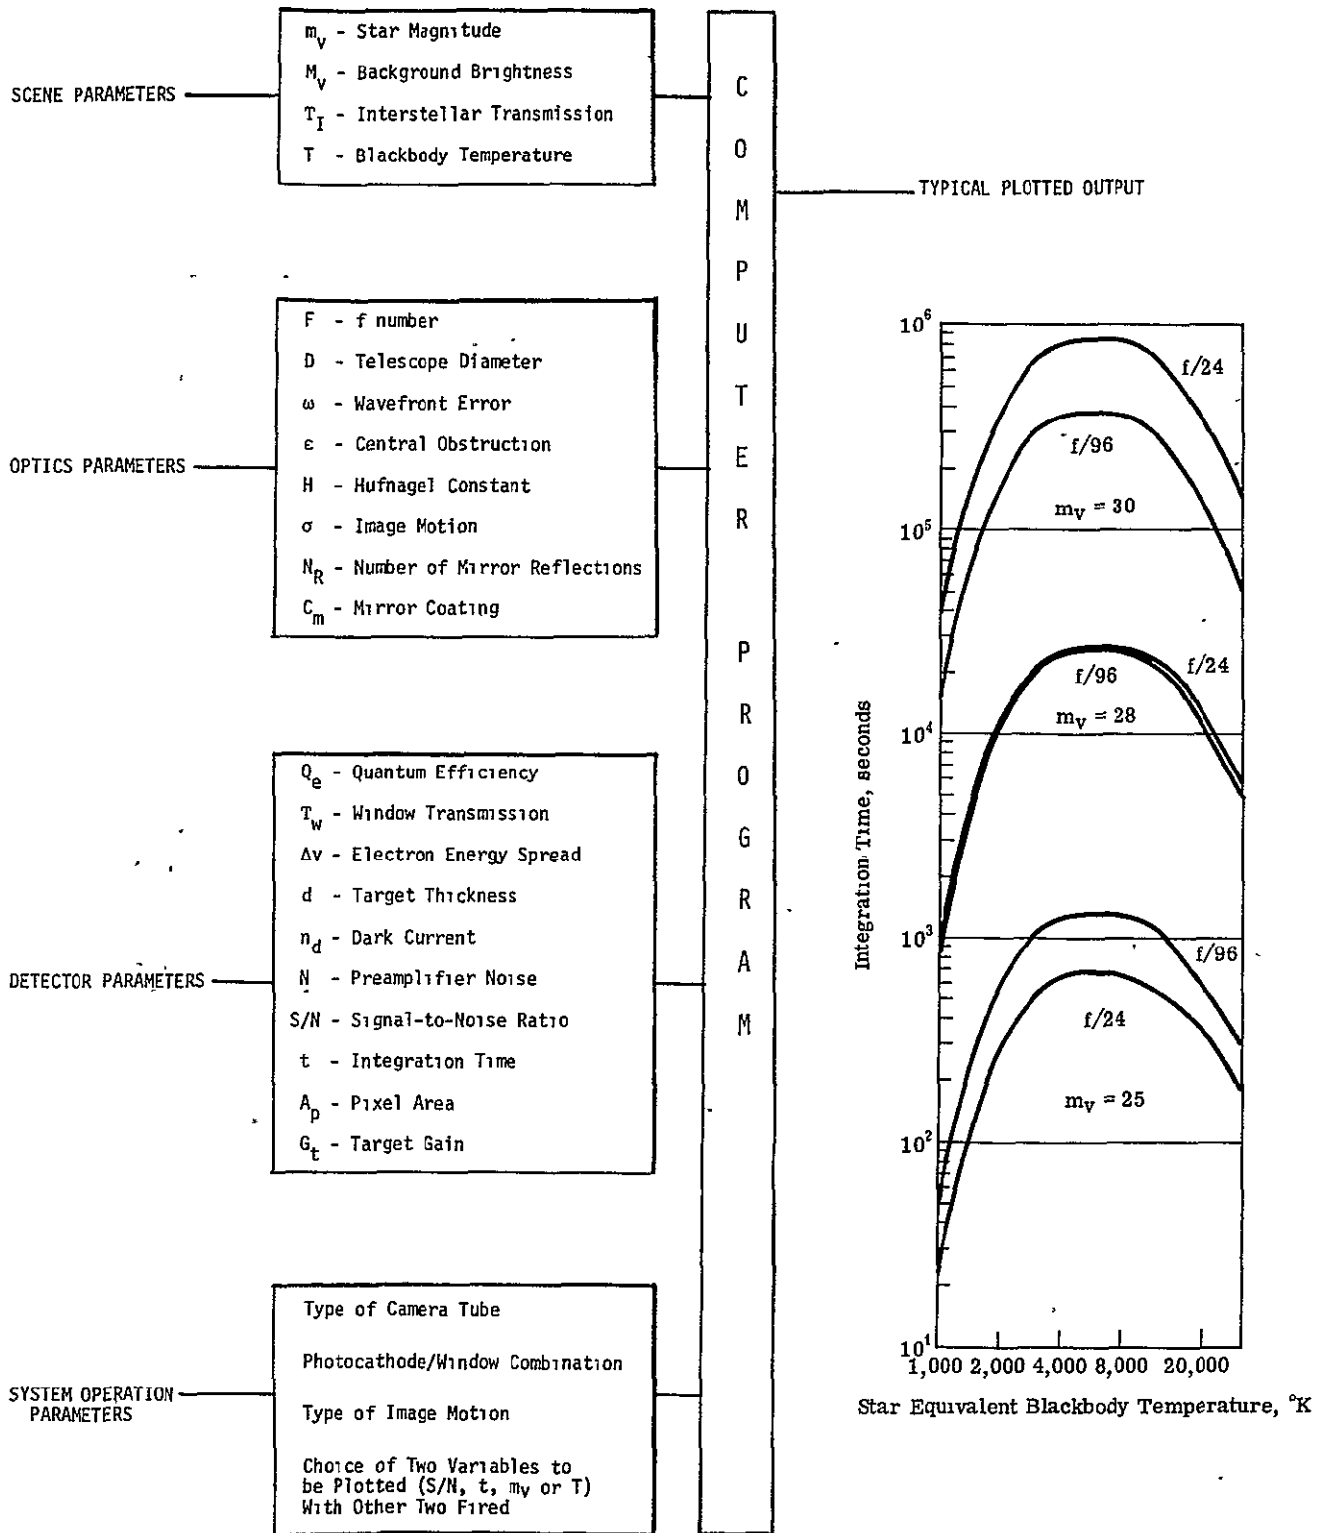 SCENE PARAMETERS
m_v - Star Magnitude
M_v - Background Brightness
T_I - Interstellar Transmission
T - Blackbody Temperature
OPTICS PARAMETERS
F - f number
D - Telescope Diameter
ω - Wavefront Error
ε - Central Obstruction
H - Hufnagel Constant
σ - Image Motion
N_R - Number of Mirror Reflections
C_m - Mirror Coating
DETECTOR PARAMETERS
Q_e - Quantum Efficiency
T_w - Window Transmission
Δv - Electron Energy Spread
d - Target Thickness
n_d - Dark Current
N - Preamplifier Noise
S/N - Signal-to-Noise Ratio
t - Integration Time
A_p - Pixel Area
G_t - Target Gain
SYSTEM OPERATION
PARAMETERS
Type of Camera Tube
Photocathode/Window Combination
Type of Image Motion
Choice of Two Variables to
be Plotted (S/N, t, m_v or T)
With Other Two Fired
COMPUTER PROGRAM
TYPICAL PLOTTED OUTPUT
10^6
f/24
f/96
m_v = 30
10^5
f/24
f/96
m_v = 28
10^4
10^3
f/96
f/24
m_v = 25
10^2
10^1
Integration Time, seconds
1,000 2,000 4,000 8,000 20,000
Star Equivalent Blackbody Temperature, °K